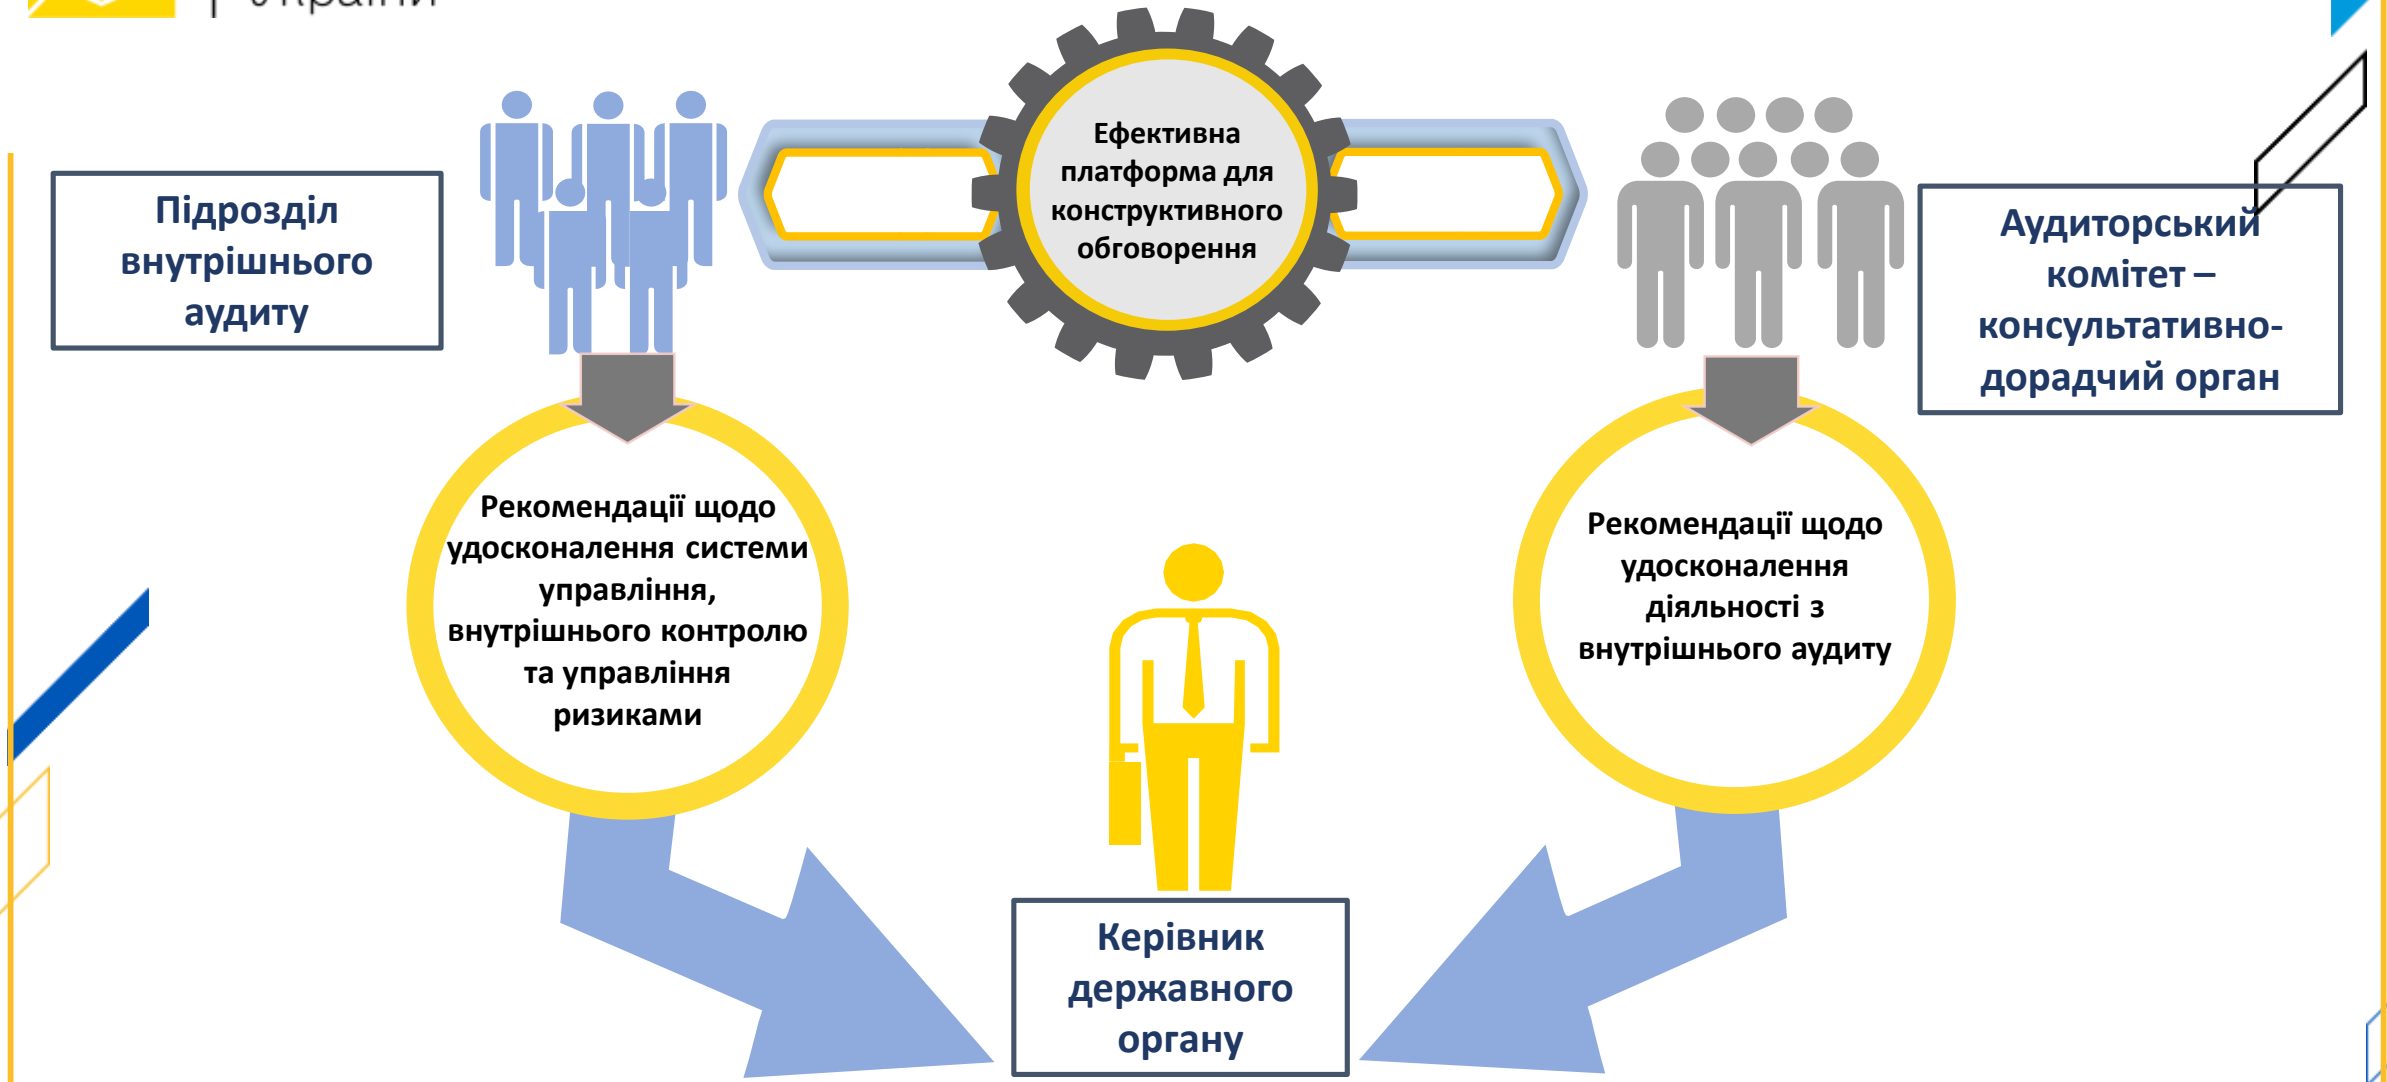 України
Ефективна
платформа для
конструктивного
обговорення
Підрозділ
внутрішнього
аудиту
Аудиторський
комітет –
консультативно-
дорадчий орган
Рекомендації щодо
удосконалення системи
управління,
внутрішнього контролю
та управління
ризиками
Рекомендації щодо
удосконалення
діяльності з
внутрішнього аудиту
Керівник
державного
органу